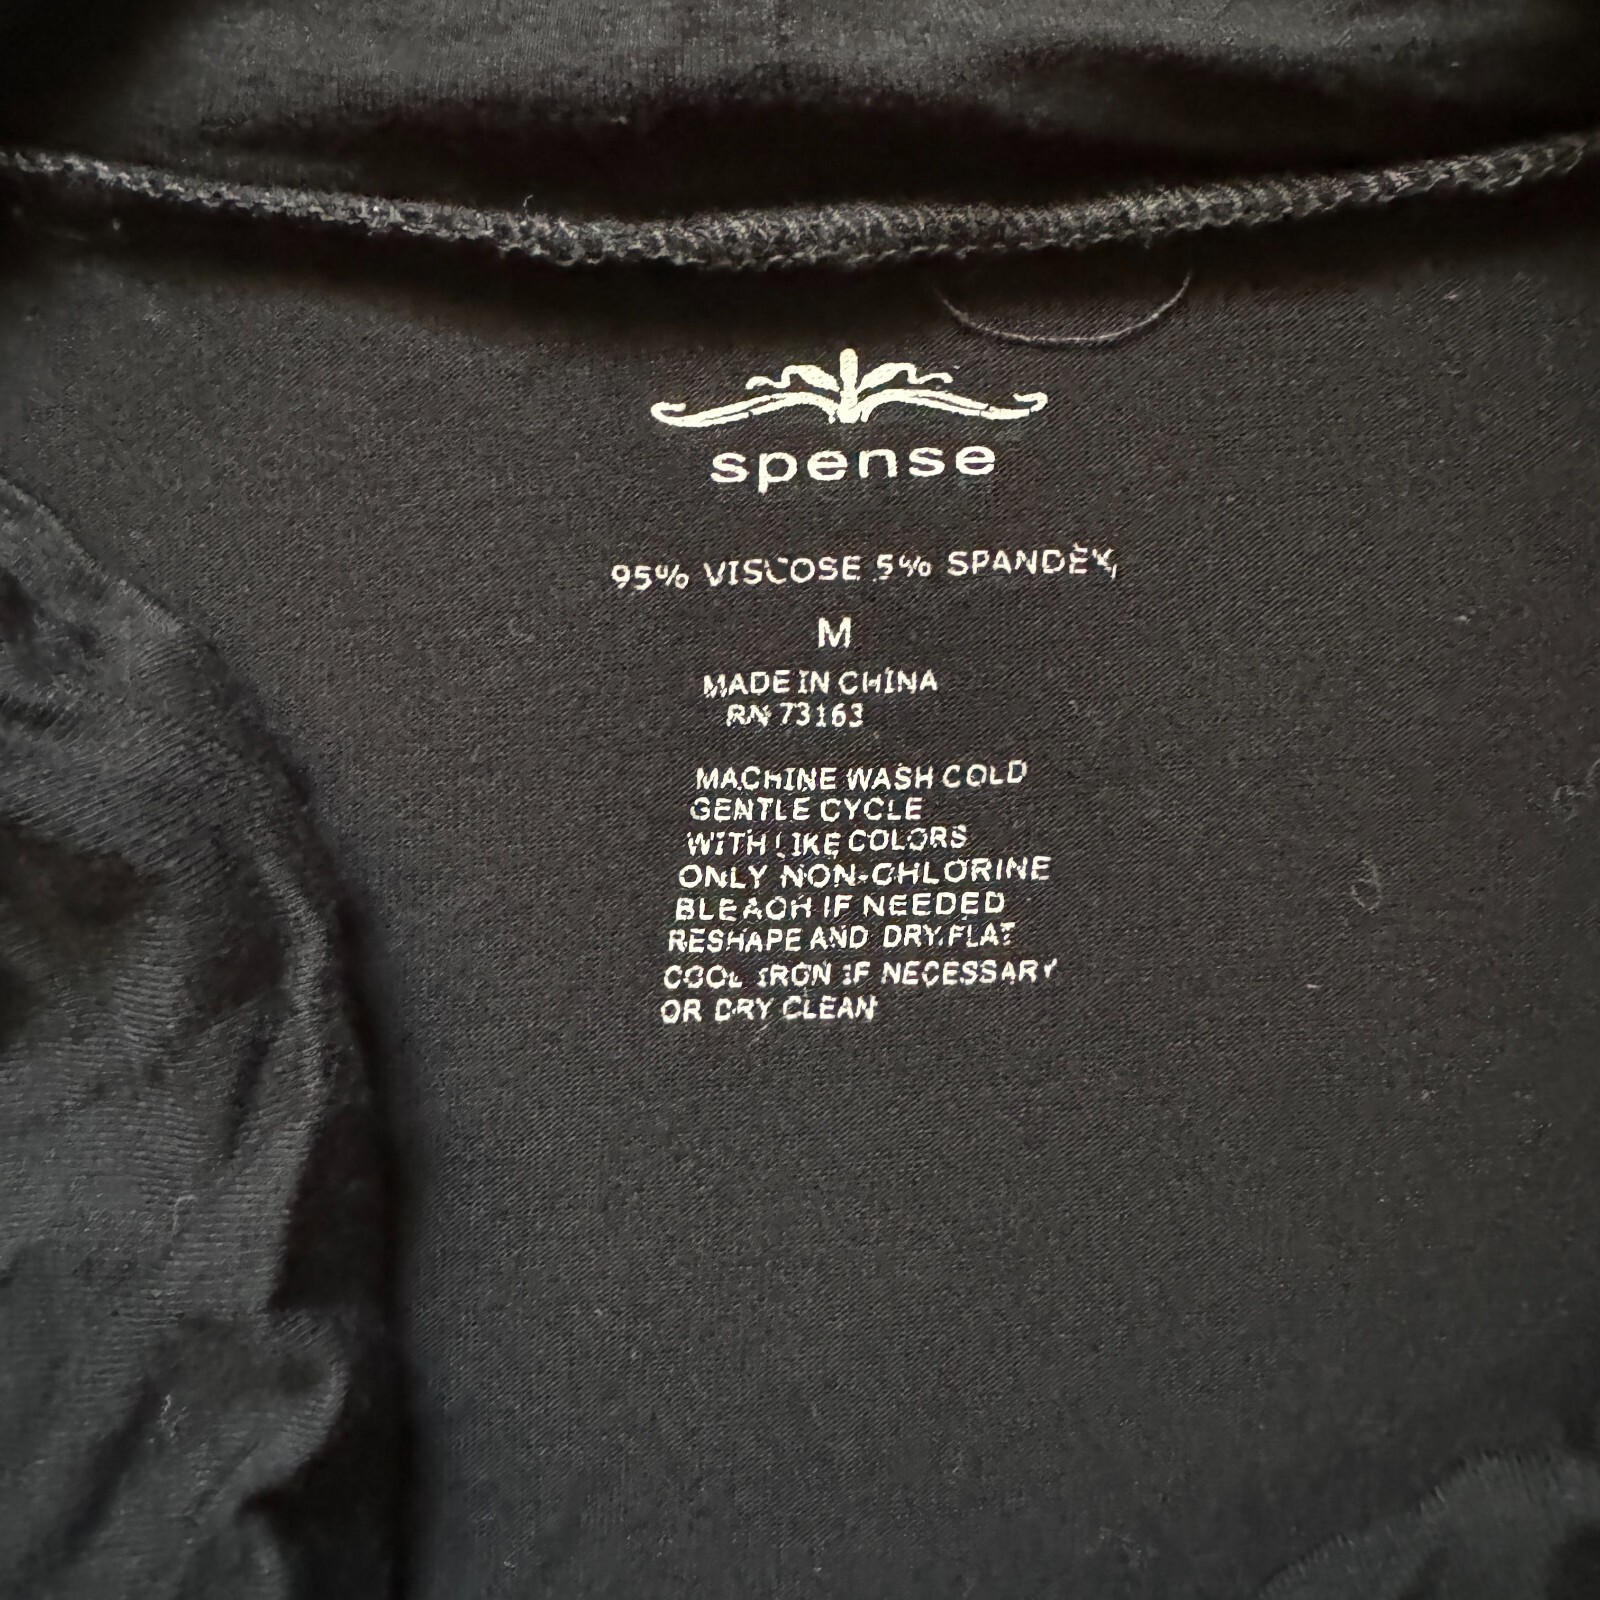 spense
95% VISCOSE 5% SPANDEX
M
MADE IN CHINA
RN 73163
MACHINE WASH COLD
GENTLE CYCLE
WITH LIKE COLORS
ONLY NON-CHLORINE
BLEACH IF NEEDED
RESHAPE AND DRY FLAT
COOL IRON IF NECESSARY
OR DRY CLEAN